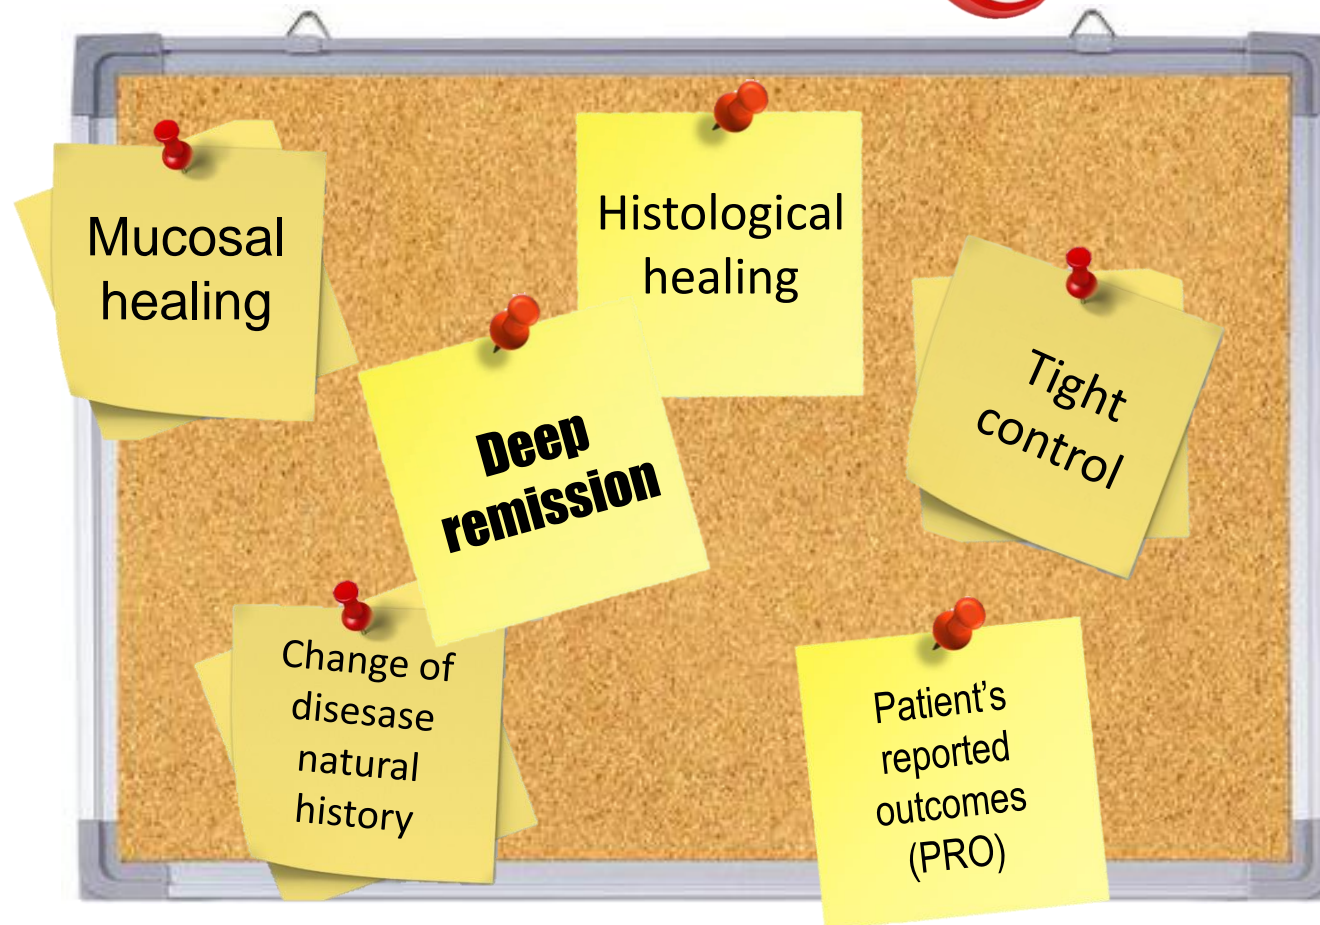 Mucosal
healing
Histological
healing
Deep
remission
Tight
control
Change of
disesase
natural
history
Patient’s
reported
outcomes
(PRO)